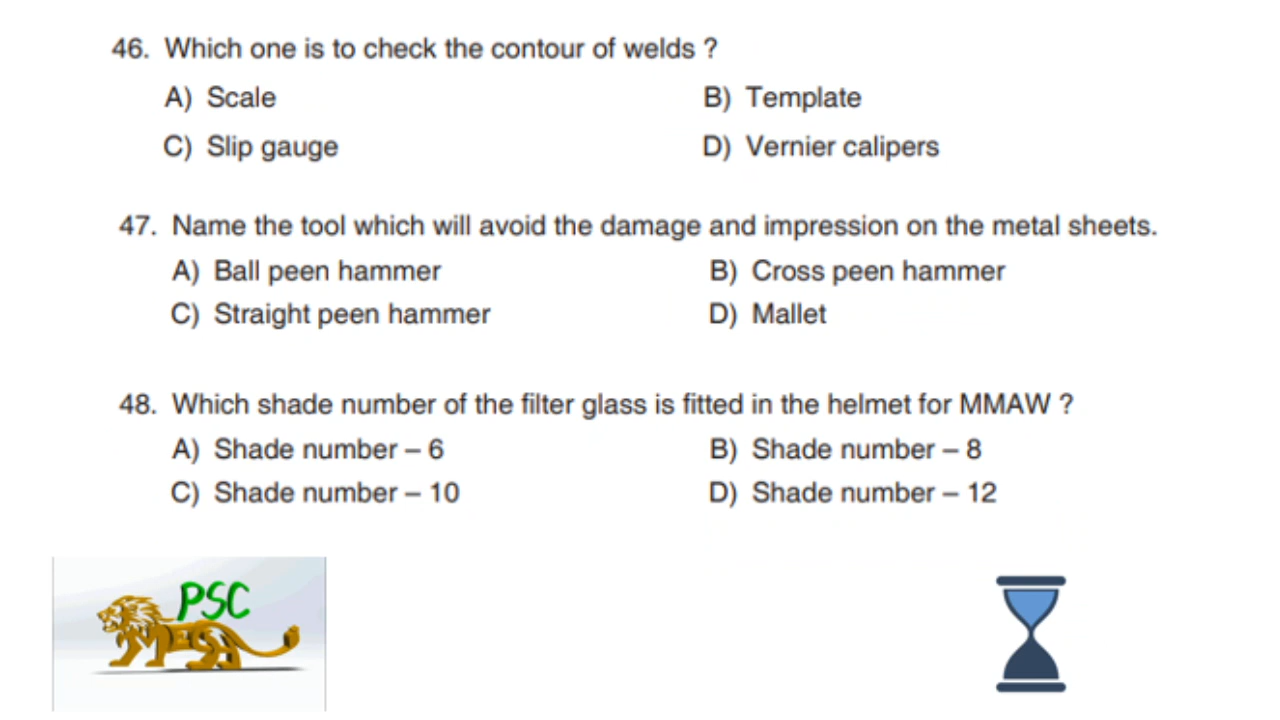 46. Which one is to check the contour of welds ?
A) Scale B) Template
C) Slip gauge D) Vernier calipers
47. Name the tool which will avoid the damage and impression on the metal sheets.
A) Ball peen hammer B) Cross peen hammer
C) Straight peen hammer D) Mallet
48. Which shade number of the filter glass is fitted in the helmet for MMAW ?
A) Shade number – 6 B) Shade number – 8
C) Shade number – 10 D) Shade number – 12
PSC